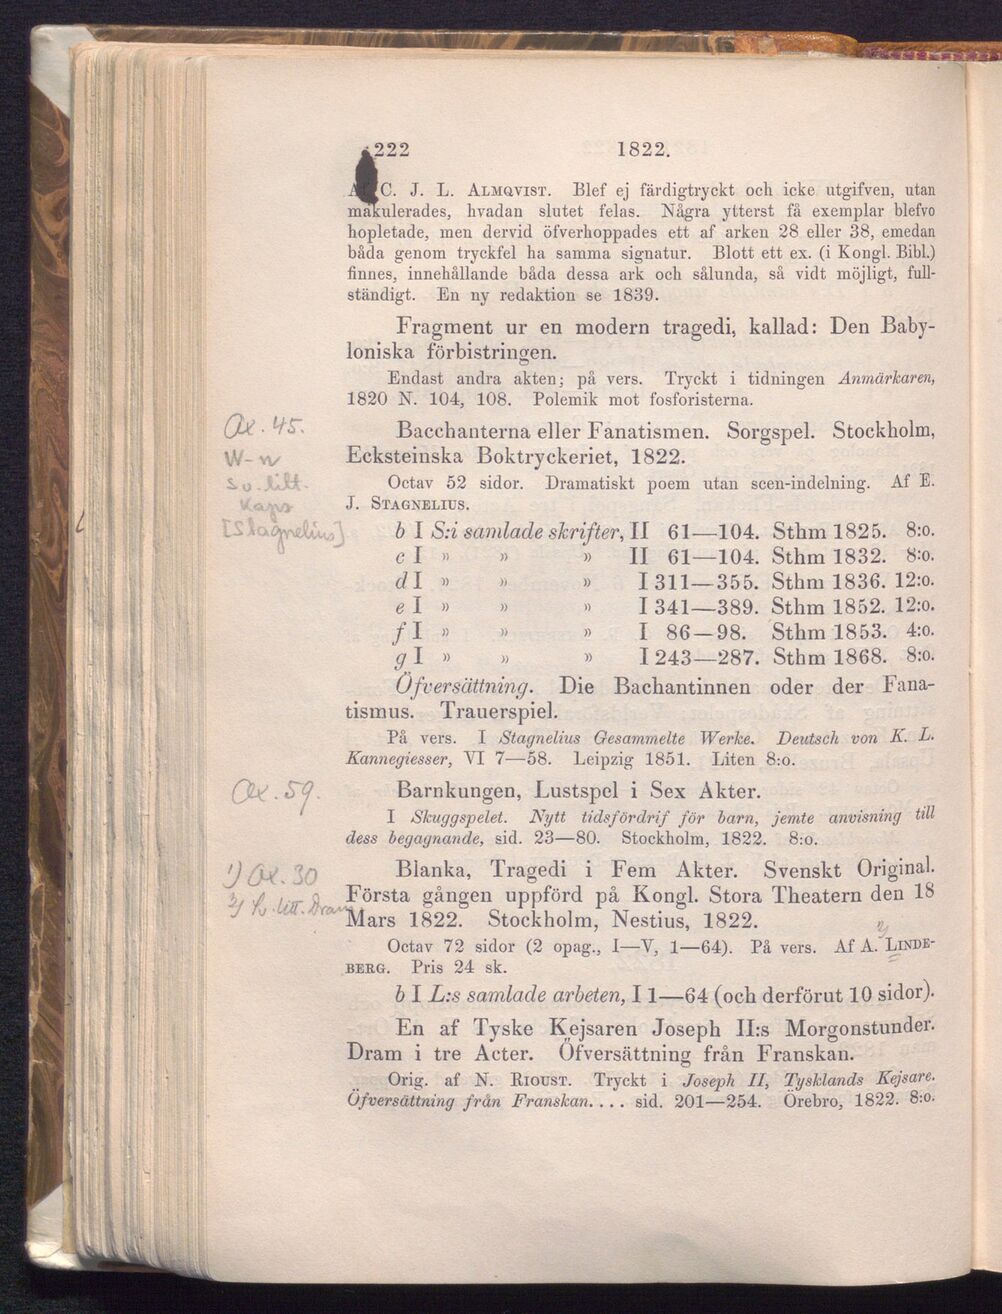 222 1822.
Af C. J. L. ALMQVIST. Blef ej färdigtryckt och icke utgifven, utan
makulerades, hvadan slutet felas. Några ytterst få exemplar blefvo
hopletade, men dervid öfverhoppades ett af arken 28 eller 38, emedan
båda genom tryckfel ha samma signatur. Blott ett ex. (i Kongl. Bibl.)
finnes, innehållande båda dessa ark och sålunda, så vidt möjligt, full-
ständigt. En ny redaktion se 1839.
Fragment ur en modern tragedi, kallad: Den Baby-
loniska förbistringen.
Endast andra akten; på vers. Tryckt i tidningen Anmärkaren,
1820 N. 104, 108. Polemik mot fosforisterna.
Ox. 45.
Bacchanterna eller Fanatismen. Sorgspel. Stockholm,
Ecksteinska Boktryckeriet, 1822.
Sv. litt.
Kaps
[Stagnelius]
Octav 52 sidor. Dramatiskt poem utan scen-indelning. Af E.
J. STAGNELIUS.
b I S:i samlade skrifter, II 61—104. Sthm 1825. 8:o.
c I » » » II 61—104. Sthm 1832. 8:o.
d I » » » I 311—355. Sthm 1836. 12:o.
e I » » » I 341—389. Sthm 1852. 12:o.
f I » » » I 86—98. Sthm 1853. 4:o.
g I » » » I 243—287. Sthm 1868. 8:o.
Öfversättning. Die Bachantinnen oder der Fana-
tismus. Trauerspiel.
På vers. I Stagnelius Gesammelte Werke. Deutsch von K. L.
Kannegiesser, VI 7—58. Leipzig 1851. Liten 8:o.
Ox. 59.
Barnkungen, Lustspel i Sex Akter.
I Skuggspelet. Nytt tidsfördrif för barn, jemte anvisning till
dess begagnande, sid. 23—80. Stockholm, 1822. 8:o.
1) Ox. 30
Blanka, Tragedi i Fem Akter. Svenskt Original.
Första gången uppförd på Kongl. Stora Theatern den 18
Mars 1822. Stockholm, Nestius, 1822.
Octav 72 sidor (2 opag., I—V, 1—64). På vers. Af A. LINDE-
BERG. Pris 24 sk.
b I L:s samlade arbeten, I 1—64 (och derförut 10 sidor).
En af Tyske Kejsaren Joseph II:s Morgonstunder.
Dram i tre Acter. Öfversättning från Franskan.
Orig. af N. RIOUST. Tryckt i Joseph II, Tysklands Kejsare.
Öfversättning från Franskan.... sid. 201—254. Örebro, 1822. 8:o.